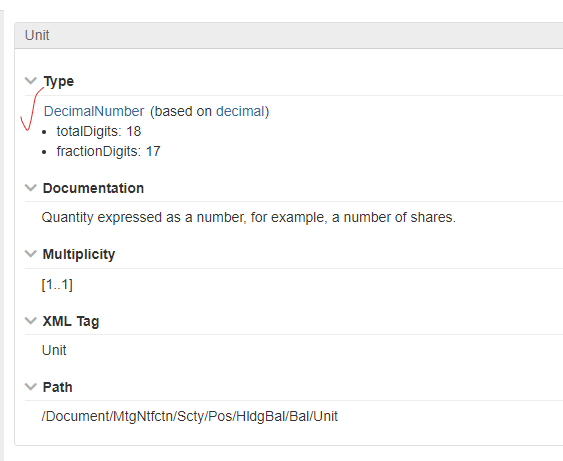 Unit
Type
DecimalNumber (based on decimal)
• totalDigits: 18
• fractionDigits: 17
Documentation
Quantity expressed as a number, for example, a number of shares.
Multiplicity
[1..1]
XML Tag
Unit
Path
/Document/MtgNtfctn/Scty/Pos/HldgBal/Bal/Unit